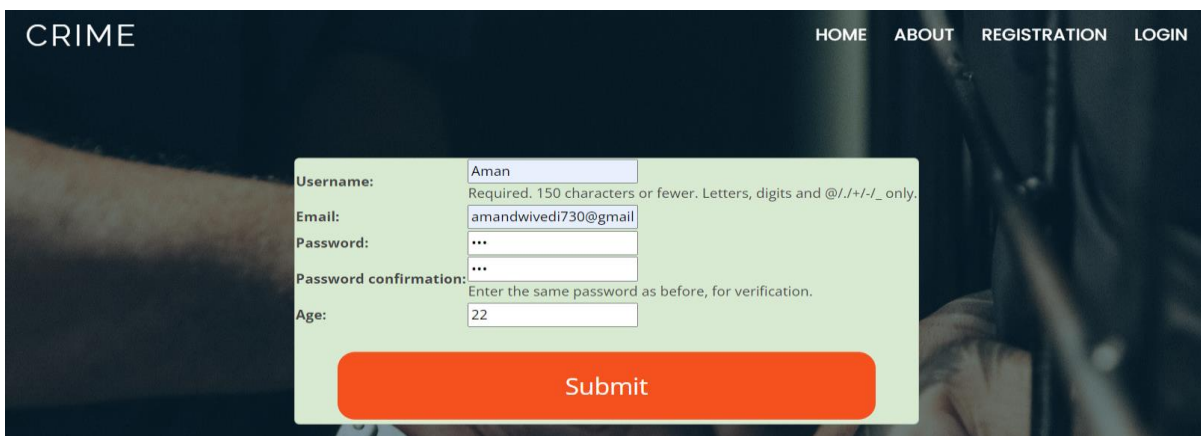 CRIME
HOME ABOUT REGISTRATION LOGIN
Username: Aman
Required. 150 characters or fewer. Letters, digits and @/./+/-/_ only.
Email: amandwivedi730@gmail
Password: •••
Password confirmation: •••
Enter the same password as before, for verification.
Age: 22
Submit